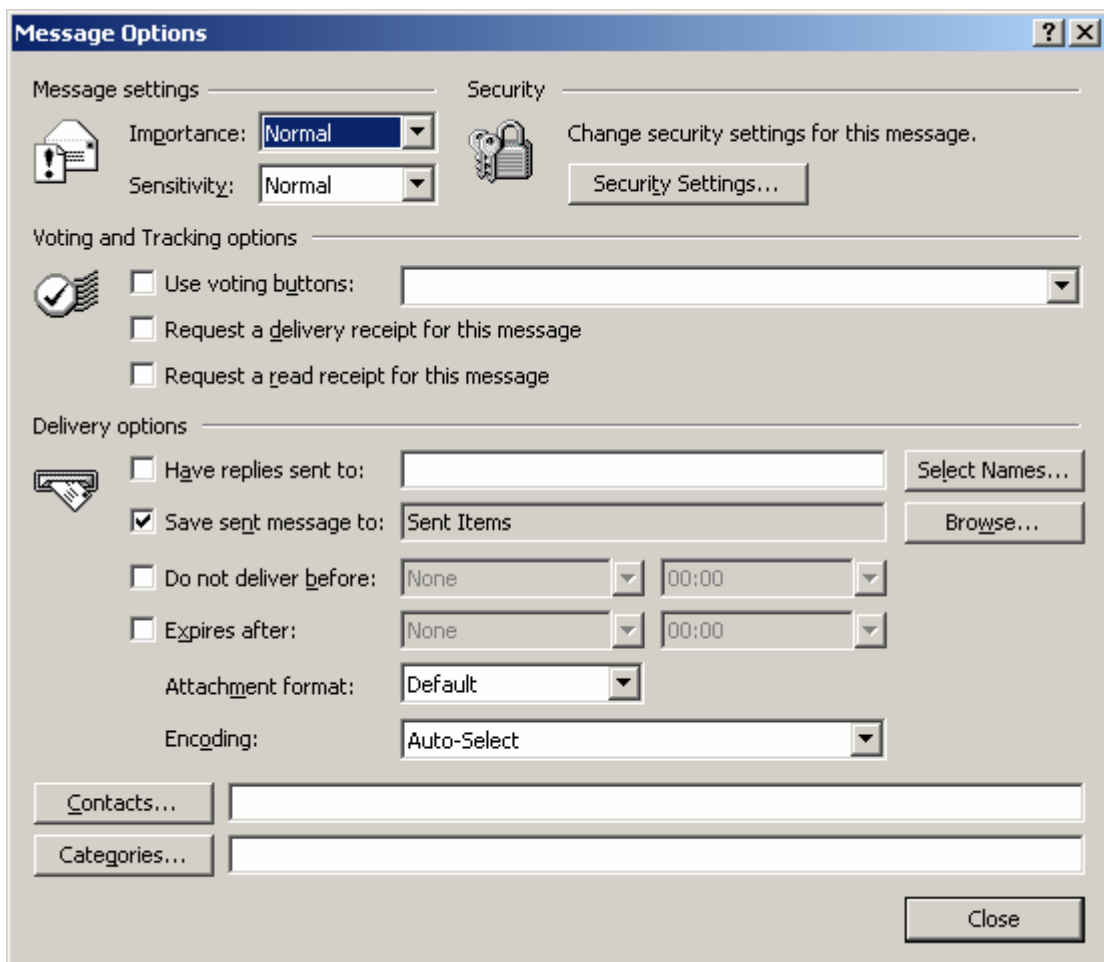 Message Options
Message settings
Security
Importance: Normal
Change security settings for this message.
Sensitivity: Normal
Security Settings...
Voting and Tracking options
Use voting buttons:
Request a delivery receipt for this message
Request a read receipt for this message
Delivery options
Have replies sent to: Select Names...
Save sent message to: Sent Items Browse...
Do not deliver before: None 00:00
Expires after: None 00:00
Attachment format: Default
Encoding: Auto-Select
Contacts...
Categories...
Close